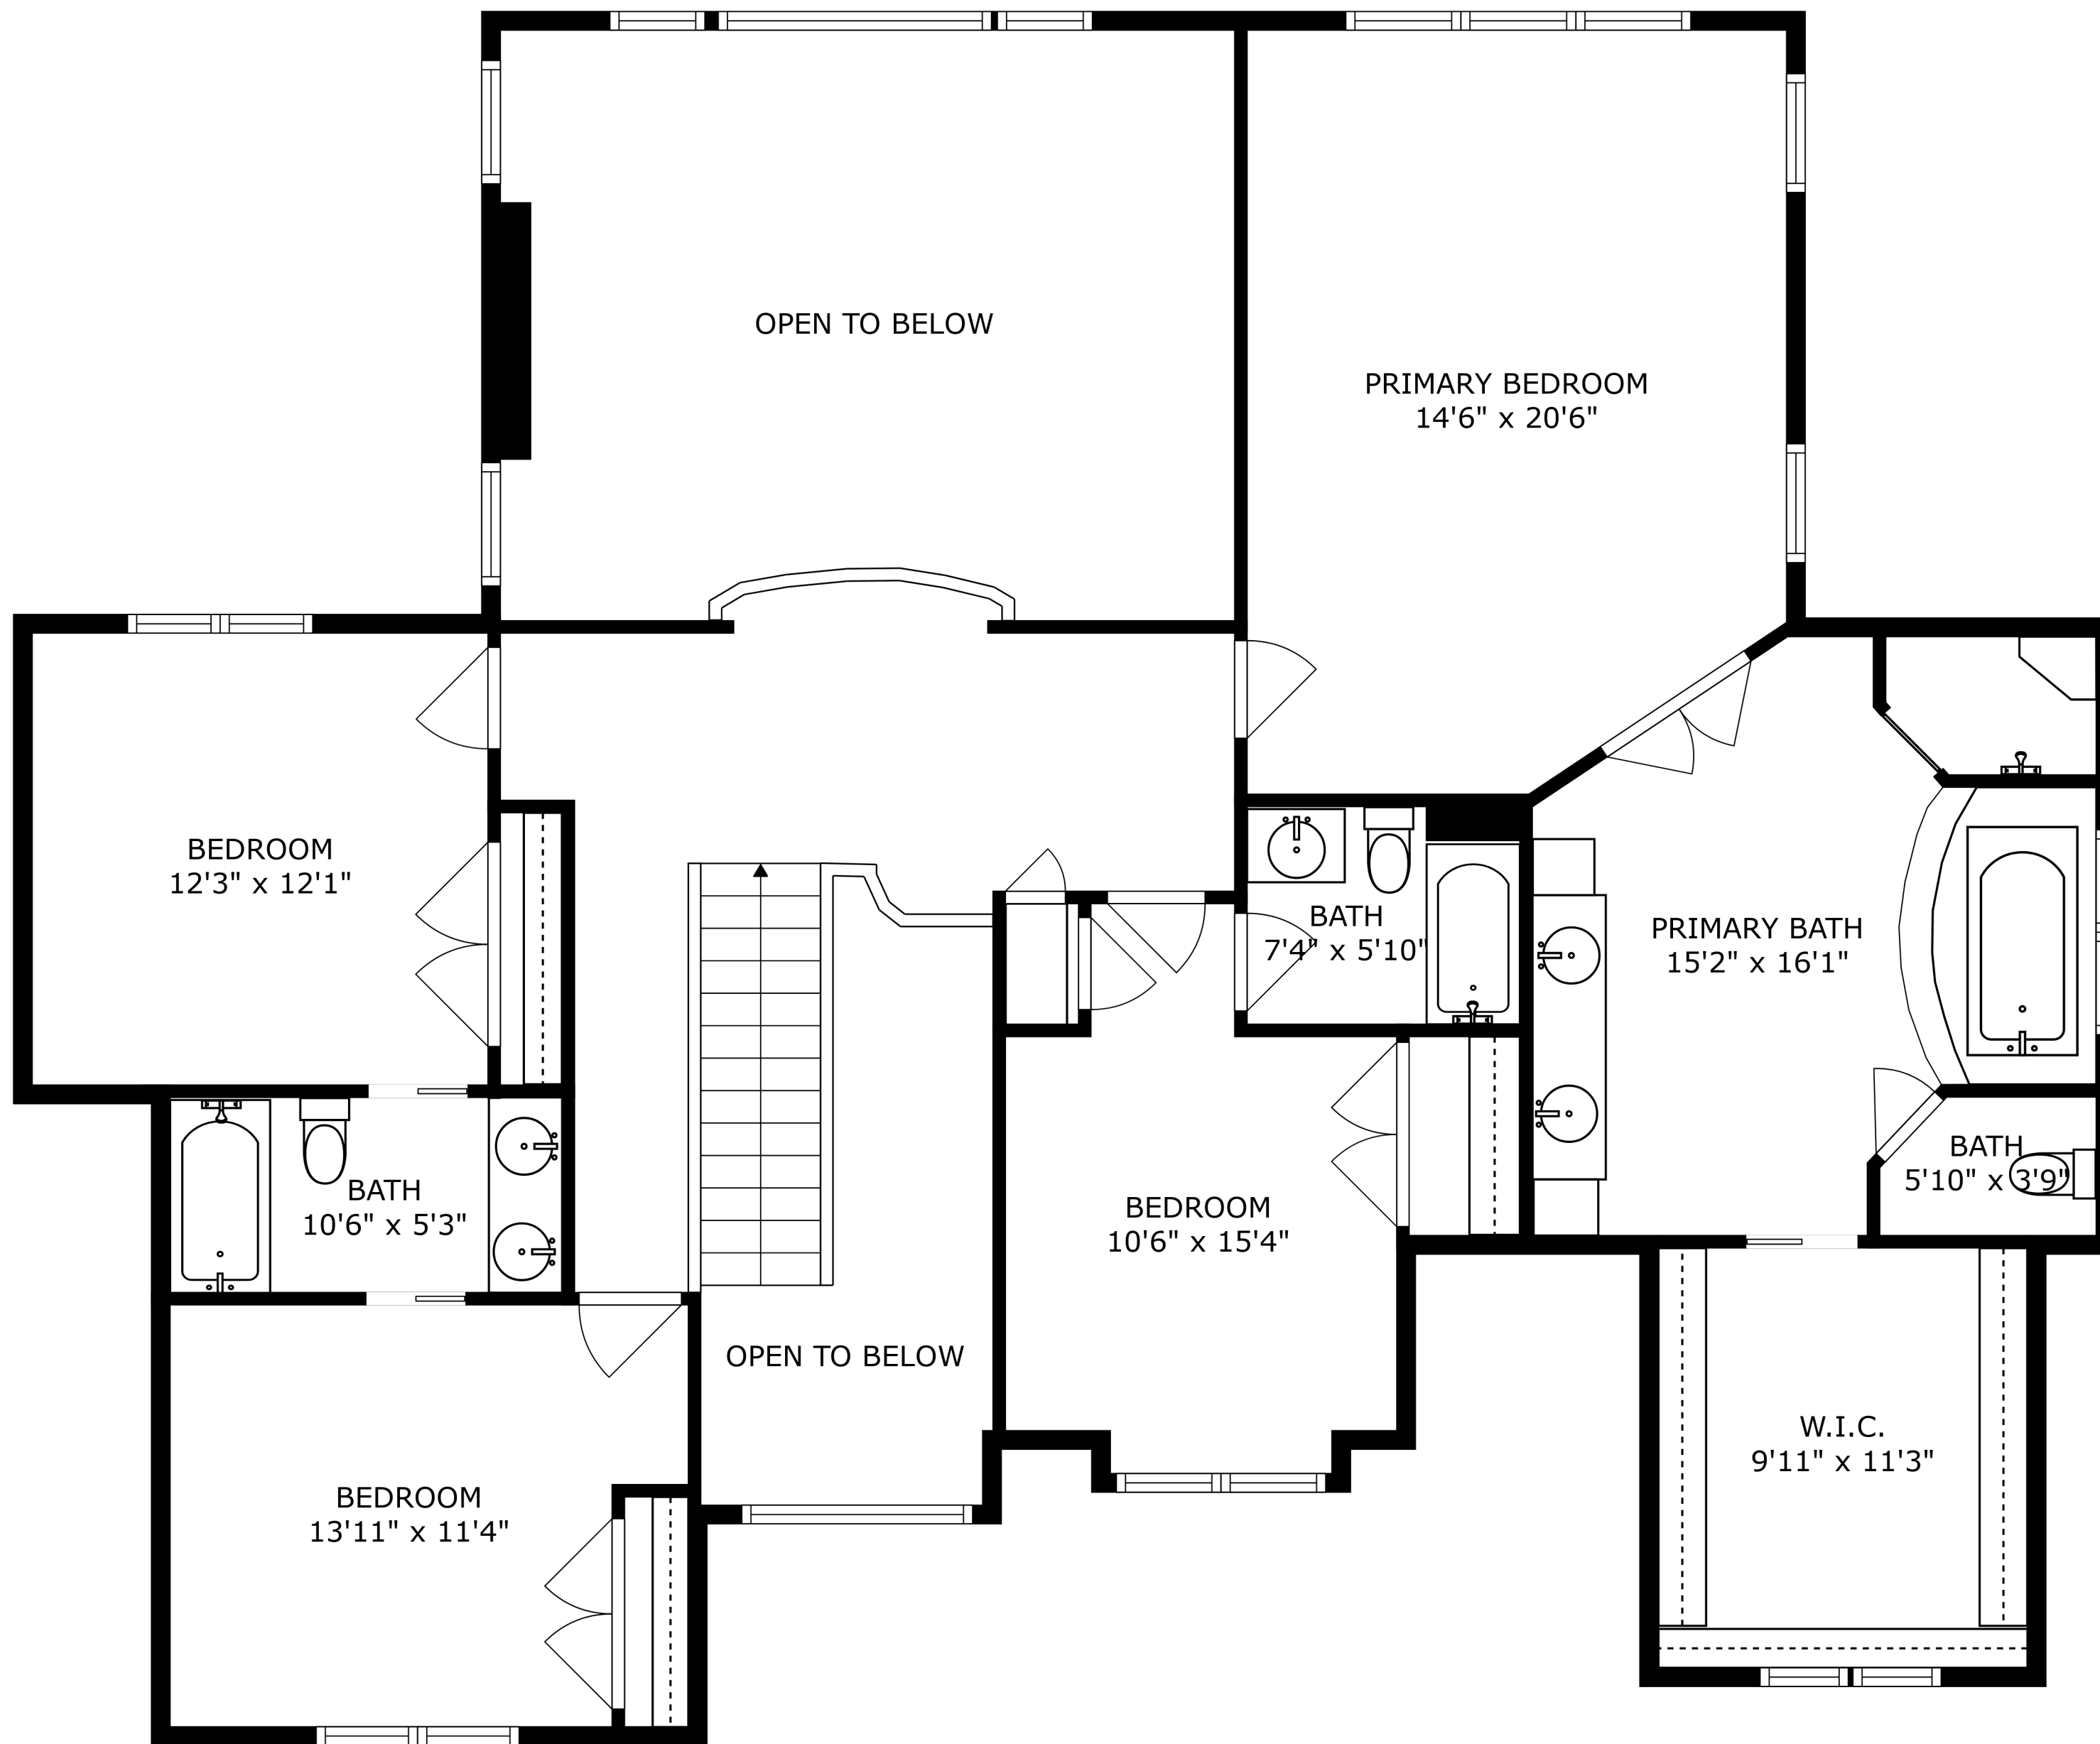 OPEN TO BELOW
PRIMARY BEDROOM
14'6" x 20'6"
BEDROOM
12'3" x 12'1"
BATH
7'4" x 5'10"
PRIMARY BATH
15'2" x 16'1"
BATH
5'10" x 3'9"
BATH
10'6" x 5'3"
BEDROOM
10'6" x 15'4"
OPEN TO BELOW
W.I.C.
9'11" x 11'3"
BEDROOM
13'11" x 11'4"